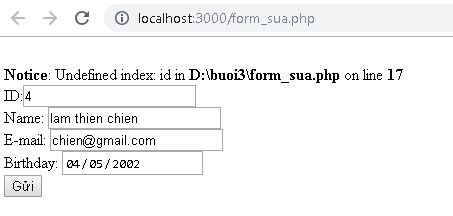 localhost:3000/form_sua.php
Notice: Undefined index: id in D:\buoi3\form_sua.php on line 17
ID: 4
Name: lam thien chien
E-mail: chien@gmail.com
Birthday: 04/05/2002
Gửi